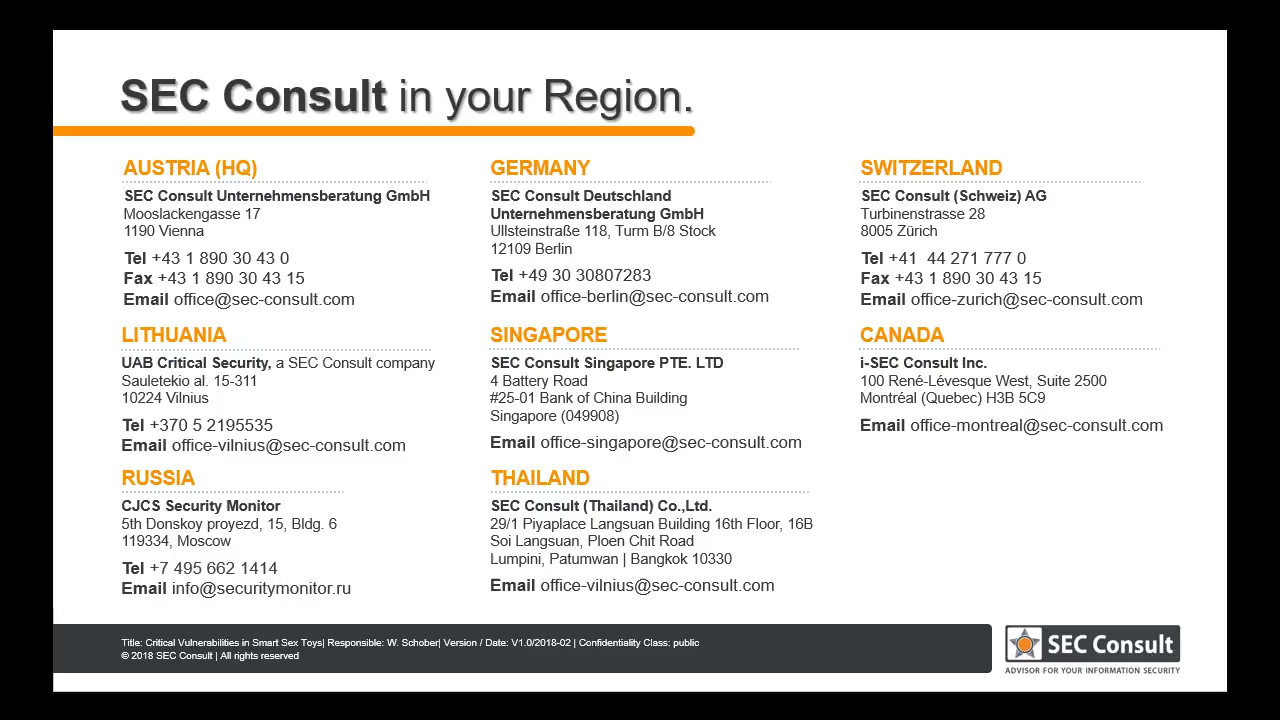 SEC Consult in your Region.
AUSTRIA (HQ)
SEC Consult Unternehmensberatung GmbH
Mooslackengasse 17
1190 Vienna
Tel +43 1 890 30 43 0
Fax +43 1 890 30 43 15
Email office@sec-consult.com
GERMANY
SEC Consult Deutschland
Unternehmensberatung GmbH
Ullsteinstraße 118, Turm B/8 Stock
12109 Berlin
Tel +49 30 30807283
Email office-berlin@sec-consult.com
SWITZERLAND
SEC Consult (Schweiz) AG
Turbinenstrasse 28
8005 Zürich
Tel +41 44 271 777 0
Fax +43 1 890 30 43 15
Email office-zurich@sec-consult.com
LITHUANIA
UAB Critical Security, a SEC Consult company
Sauletekio al. 15-311
10224 Vilnius
Tel +370 5 2195535
Email office-vilnius@sec-consult.com
SINGAPORE
SEC Consult Singapore PTE. LTD
4 Battery Road
#25-01 Bank of China Building
Singapore (049908)
Email office-singapore@sec-consult.com
CANADA
i-SEC Consult Inc.
100 René-Lévesque West, Suite 2500
Montréal (Quebec) H3B 5C9
Email office-montreal@sec-consult.com
RUSSIA
CJCS Security Monitor
5th Donskoy proyezd, 15, Bldg. 6
119334, Moscow
Tel +7 495 662 1414
Email info@securitymonitor.ru
THAILAND
SEC Consult (Thailand) Co.,Ltd.
29/1 Piyaplace Langsuan Building 16th Floor, 16B
Soi Langsuan, Ploen Chit Road
Lumpini, Patumwan | Bangkok 10330
Email office-vilnius@sec-consult.com
Title: Critical Vulnerabilities in Smart Sex Toys| Responsible: W. Schober| Version / Date: V1.0/2018-02 | Confidentiality Class: public
© 2018 SEC Consult | All rights reserved
SEC Consult
ADVISOR FOR YOUR INFORMATION SECURITY